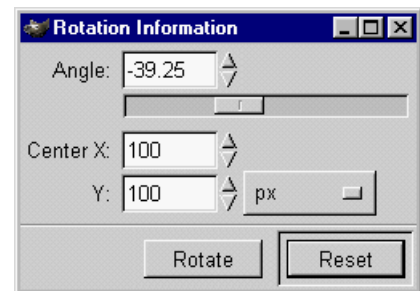 Rotation Information
Angle: -39.25
Center X: 100
Y: 100 px
Rotate Reset